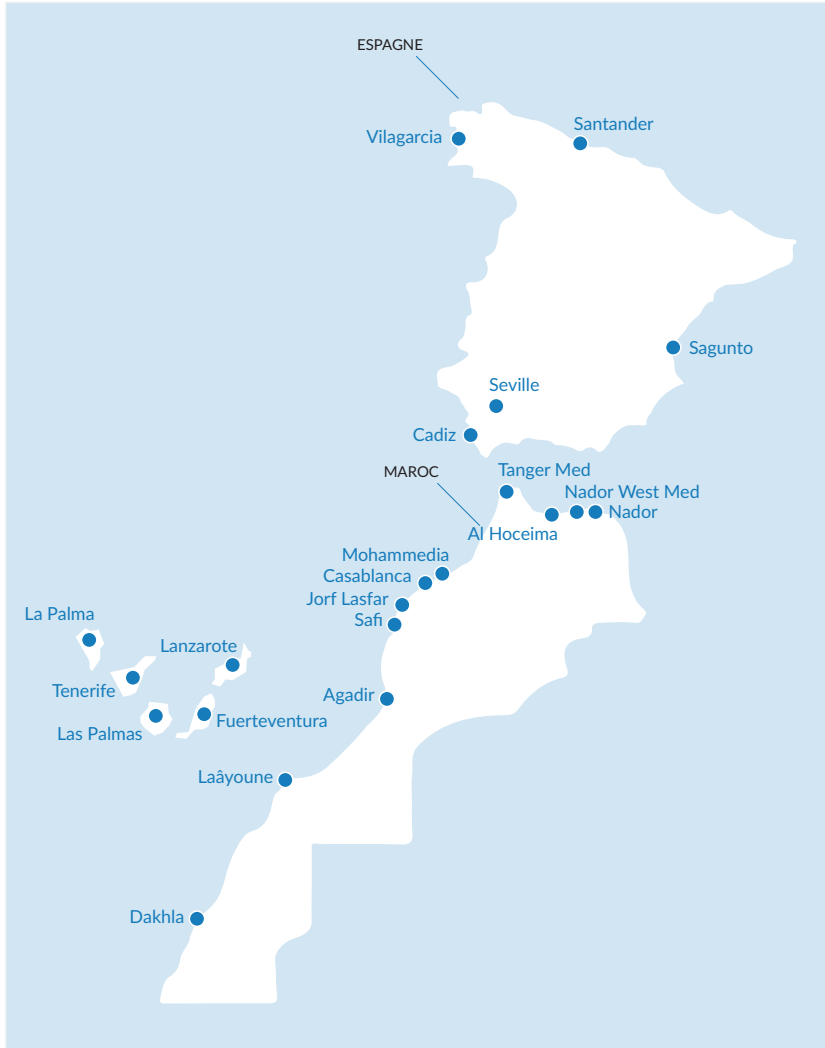 ESPAGNE
Santander
Vilagarcia
Sagunto
Seville
Cadiz
MAROC
Tanger Med
Nador West Med
Nador
Al Hoceima
Mohammedia
Casablanca
Jorf Lasfar
Safi
La Palma
Lanzarote
Tenerife
Agadir
Fuerteventura
Las Palmas
Laâyoune
Dakhla